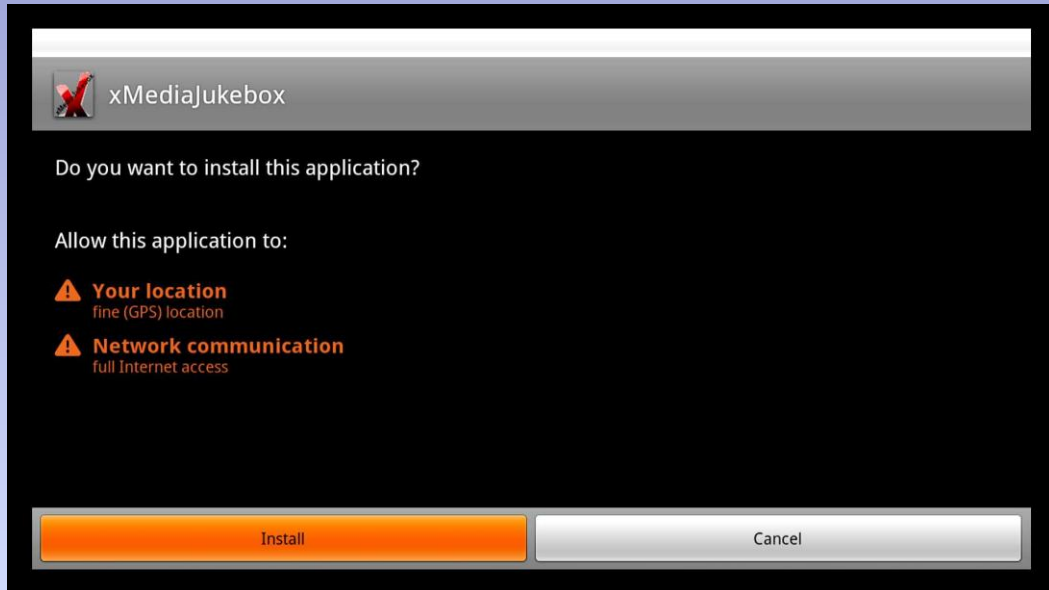 xMediaJukebox
Do you want to install this application?
Allow this application to:
Your location
fine (GPS) location
Network communication
full Internet access
Install
Cancel